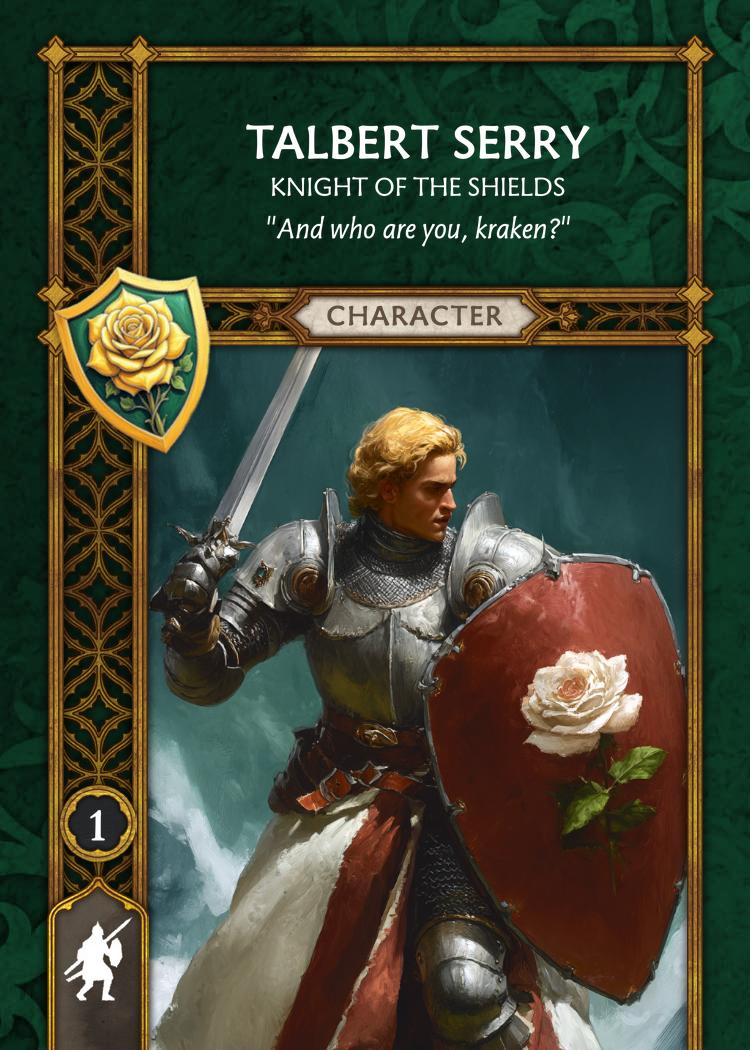 TALBERT SERRY
KNIGHT OF THE SHIELDS
"And who are you, kraken?"
CHARACTER
1